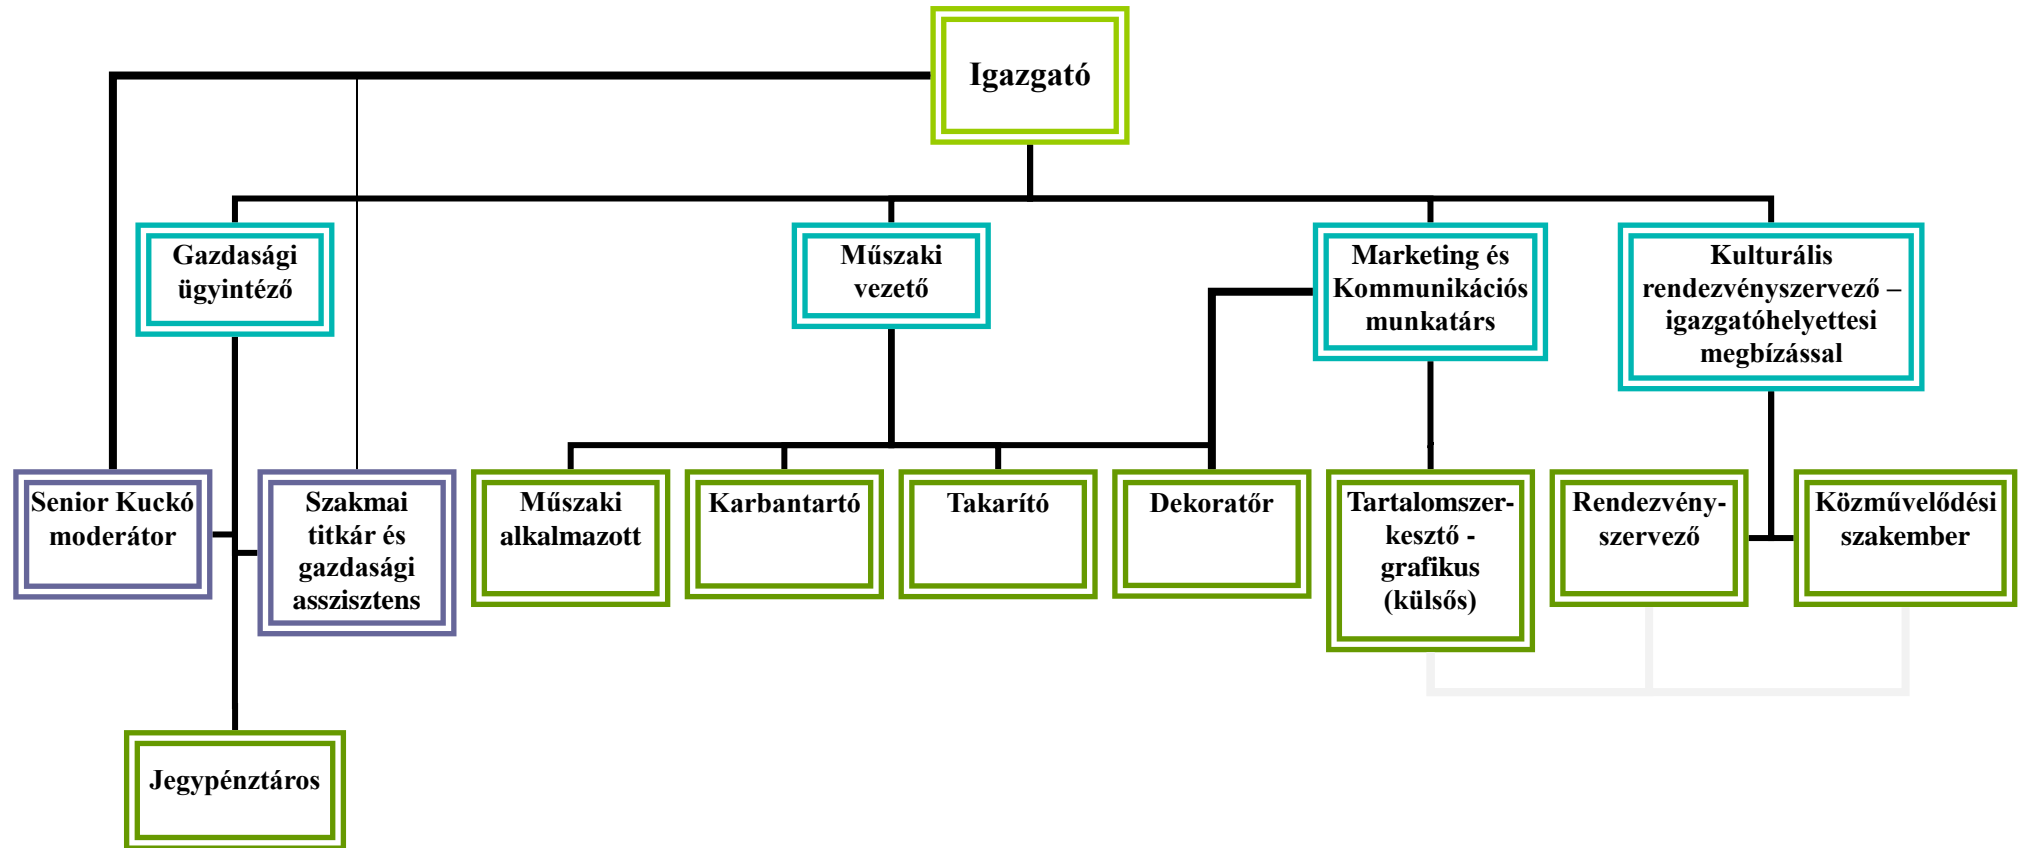 Igazgató
Gazdasági
ügyintéző
Műszaki
vezető
Marketing és
Kommunikációs
munkatárs
Kulturális
rendezvényszervező –
igazgatóhelyettesi
megbízással
Senior Kuckó
moderátor
Szakmai
titkár és
gazdasági
asszisztens
Műszaki
alkalmazott
Karbantartó
Takarító
Dekoratőr
Tartalomszer-
kesztő -
grafikus
(külsős)
Rendezvény-
szervező
Közművelődési
szakember
Jegypénztáros